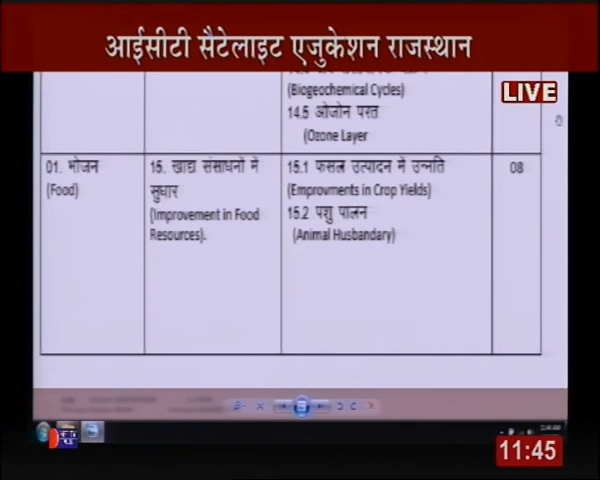 आईसीटी सैटेलाइट एजुकेशन राजस्थान
LIVE
(Biogeochemical Cycles)
14.5 ओजोन परत
(Ozone Layer
01. भोजन
(Food)
15. खाद्य संसाधनों में
सुधार
(Improvement in Food
Resources).
15.1 फसल उत्पादन में उन्नति
(Emprovments in Crop Yields)
15.2 पशु पालन
(Animal Husbandary)
08
11:45